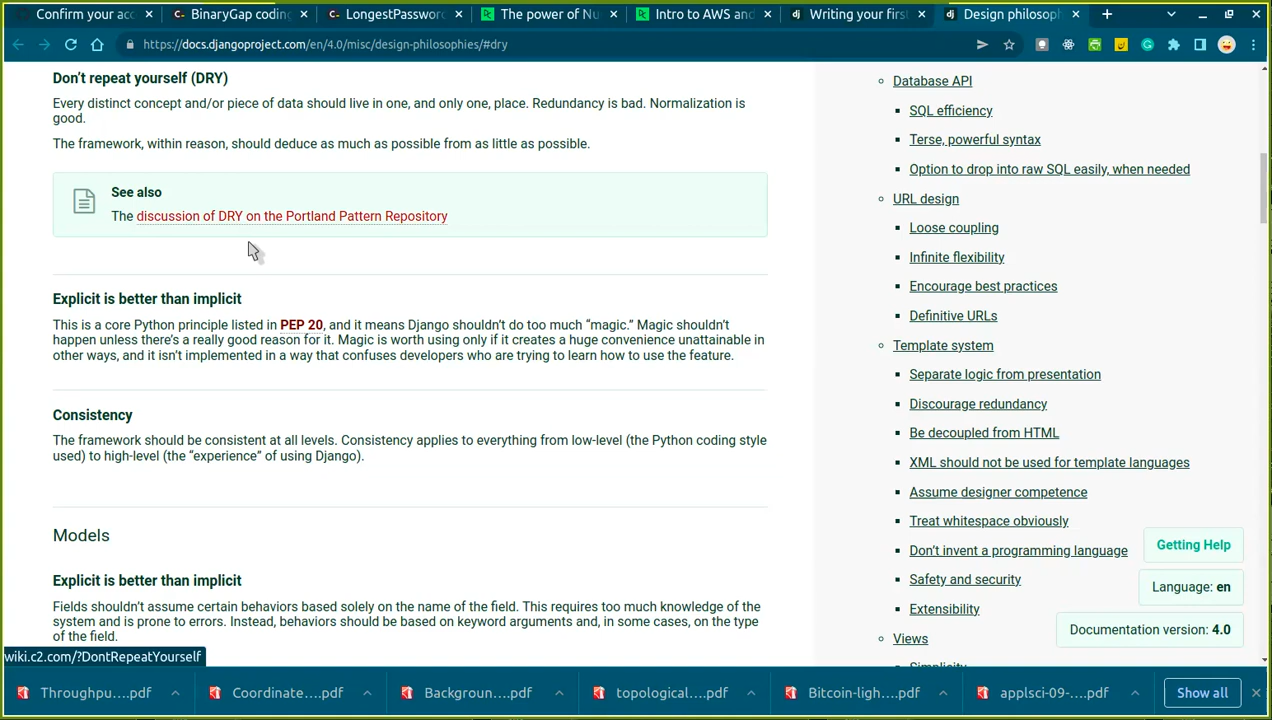 Confirm your acc
BinaryGap coding
LongestPasswor
The power of Nu
Intro to AWS and
Writing your first
Design philosoph
https://docs.djangoproject.com/en/4.0/misc/design-philosophies/#dry
Don't repeat yourself (DRY)
Every distinct concept and/or piece of data should live in one, and only one, place. Redundancy is bad. Normalization is
good.
The framework, within reason, should deduce as much as possible from as little as possible.
See also
The discussion of DRY on the Portland Pattern Repository
Explicit is better than implicit
This is a core Python principle listed in PEP 20, and it means Django shouldn't do too much “magic.” Magic shouldn't
happen unless there's a really good reason for it. Magic is worth using only if it creates a huge convenience unattainable in
other ways, and it isn't implemented in a way that confuses developers who are trying to learn how to use the feature.
Consistency
The framework should be consistent at all levels. Consistency applies to everything from low-level (the Python coding style
used) to high-level (the “experience” of using Django).
Models
Explicit is better than implicit
Fields shouldn't assume certain behaviors based solely on the name of the field. This requires too much knowledge of the
system and is prone to errors. Instead, behaviors should be based on keyword arguments and, in some cases, on the type
of the field.
wiki.c2.com/?DontRepeatYourself
Database API
SQL efficiency
Terse, powerful syntax
Option to drop into raw SQL easily, when needed
URL design
Loose coupling
Infinite flexibility
Encourage best practices
Definitive URLs
Template system
Separate logic from presentation
Discourage redundancy
Be decoupled from HTML
XML should not be used for template languages
Assume designer competence
Treat whitespace obviously
Don't invent a programming language
Safety and security
Extensibility
Views
Simplicity
Getting Help
Language: en
Documentation version: 4.0
Throughpu....pdf
Coordinate....pdf
Backgroun....pdf
topological....pdf
Bitcoin-ligh....pdf
applsci-09-....pdf
Show all